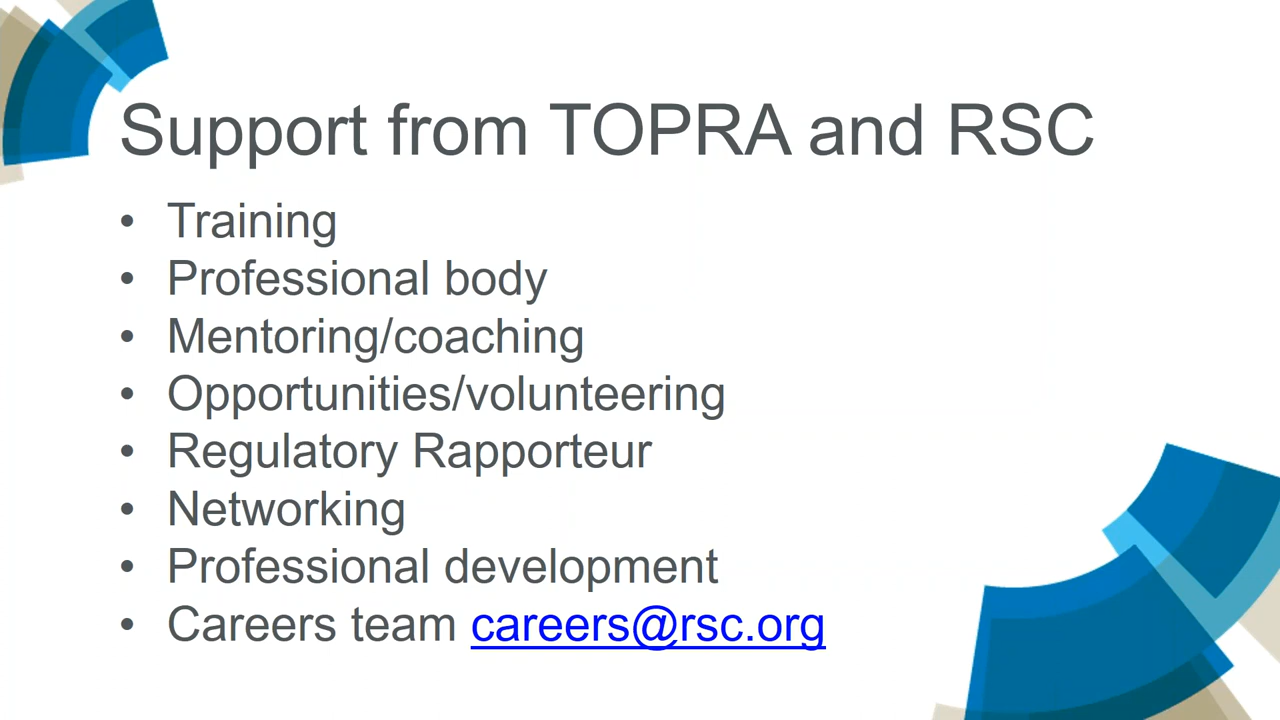 Support from TOPRA and RSC
• Training
• Professional body
• Mentoring/coaching
• Opportunities/volunteering
• Regulatory Rapporteur
• Networking
• Professional development
• Careers team careers@rsc.org